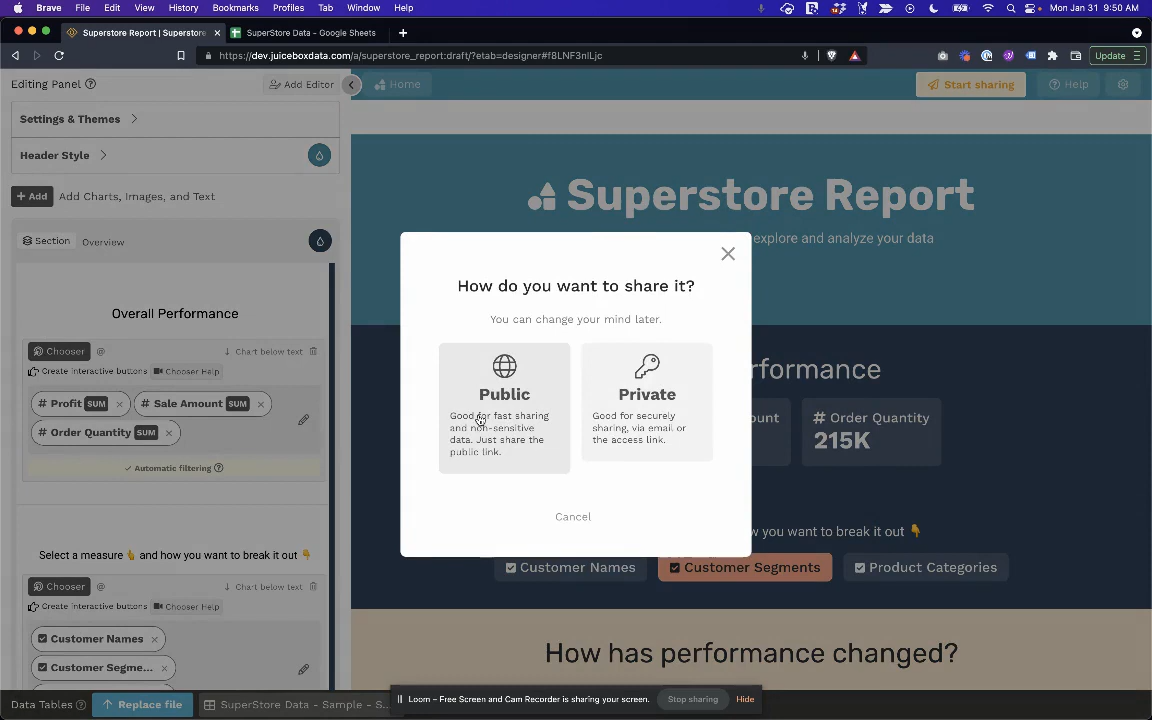 Brave File Edit View History Bookmarks Profiles Tab Window Help
Mon Jan 31 9:50 AM
Superstore Report | Superstore
SuperStore Data - Google Sheets
https://dev.juiceboxdata.com/a/superstore_report:draft/?etab=designer#f8LNF3nlLjc
Update
Editing Panel
Add Editor
Home
Start sharing
Help
Settings & Themes
Header Style
+ Add
Add Charts, Images, and Text
Section
Overview
Superstore Report
explore and analyze your data
Overall Performance
Chooser
@
Chart below text
Create interactive buttons
Chooser Help
# Profit SUM
# Sale Amount SUM
# Order Quantity SUM
Automatic filtering
Select a measure 👆 and how you want to break it out 👇
Chooser
@
Chart below text
Create interactive buttons
Chooser Help
Customer Names
Customer Segme...
Data Tables
Replace file
SuperStore Data - Sample - S...
How do you want to share it?
You can change your mind later.
Public
Good for fast sharing
and non-sensitive
data. Just share the
public link.
Private
Good for securely
sharing, via email or
the access link.
Cancel
rformance
ount
# Order Quantity
215K
w you want to break it out 👇
Customer Names
Customer Segments
Product Categories
How has performance changed?
Loom – Free Screen and Cam Recorder is sharing your screen.
Stop sharing
Hide